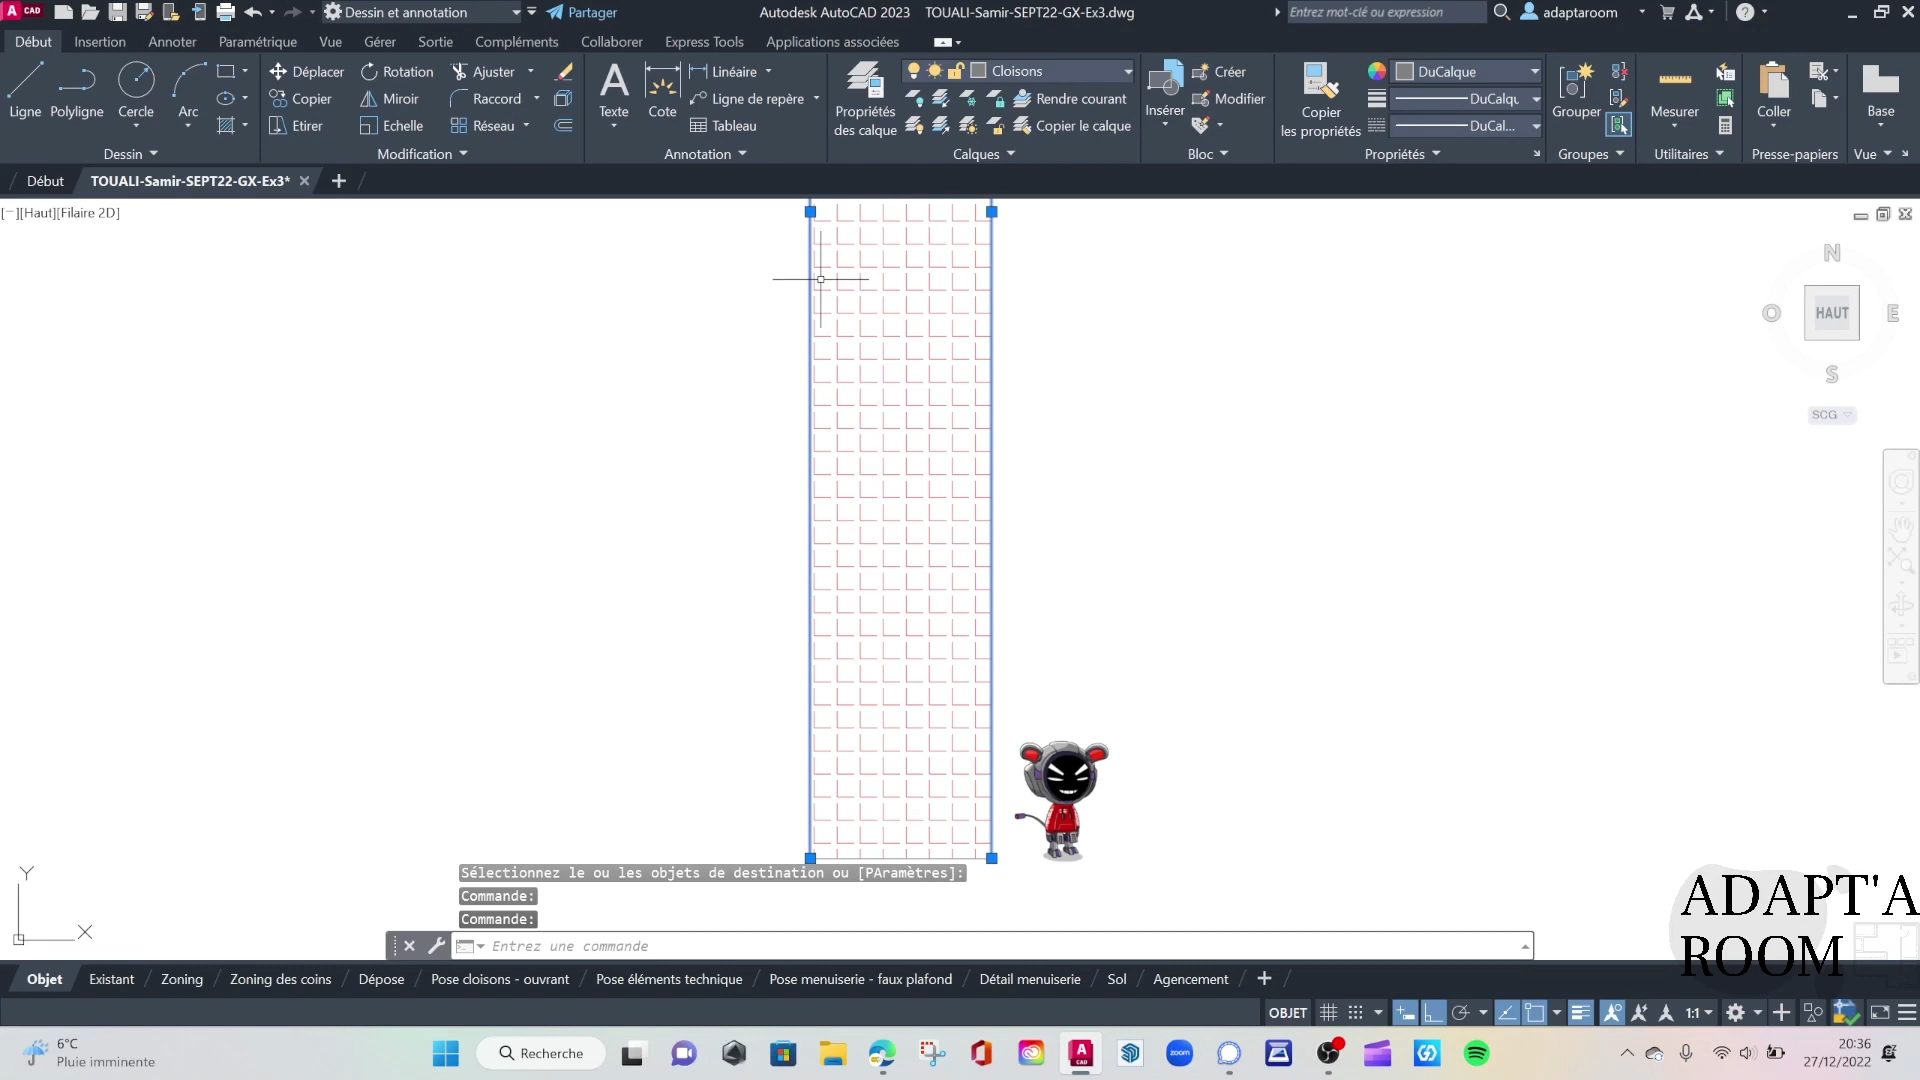 A CAD
Dessin et annotation
Partager
Autodesk AutoCAD 2023 TOUALI-Samir-SEPT22-GX-Ex3.dwg
Entrez mot-clé ou expression
adaptaroom
Début
Insertion
Annoter
Paramétrique
Vue
Gérer
Sortie
Compléments
Collaborer
Express Tools
Applications associées
Ligne
Polyligne
Cercle
Arc
Dessin
Déplacer
Rotation
Ajuster
Copier
Miroir
Raccord
Etirer
Echelle
Réseau
Modification
Texte
Cote
Linéaire
Ligne de repère
Tableau
Annotation
Propriétés
des calque
Cloisons
Rendre courant
Copier le calque
Calques
Insérer
Créer
Modifier
Bloc
Copier
les propriétés
DuCalque
DuCalqu
DuCal...
Propriétés
Grouper
Groupes
Mesurer
Utilitaires
Coller
Presse-papiers
Base
Vue
Début
TOUALI-Samir-SEPT22-GX-Ex3*
[−][Haut][Filaire 2D]
N
O
HAUT
E
S
SCG
Y
X
Sélectionnez le ou les objets de destination ou [PAramètres]:
Commande:
Commande:
Entrez une commande
ADAPT'A
ROOM
Objet
Existant
Zoning
Zoning des coins
Dépose
Pose cloisons - ouvrant
Pose éléments technique
Pose menuiserie - faux plafond
Détail menuiserie
Sol
Agencement
OBJET
1:1
6°C
Pluie imminente
Recherche
A CAD
zoom
20:36
27/12/2022